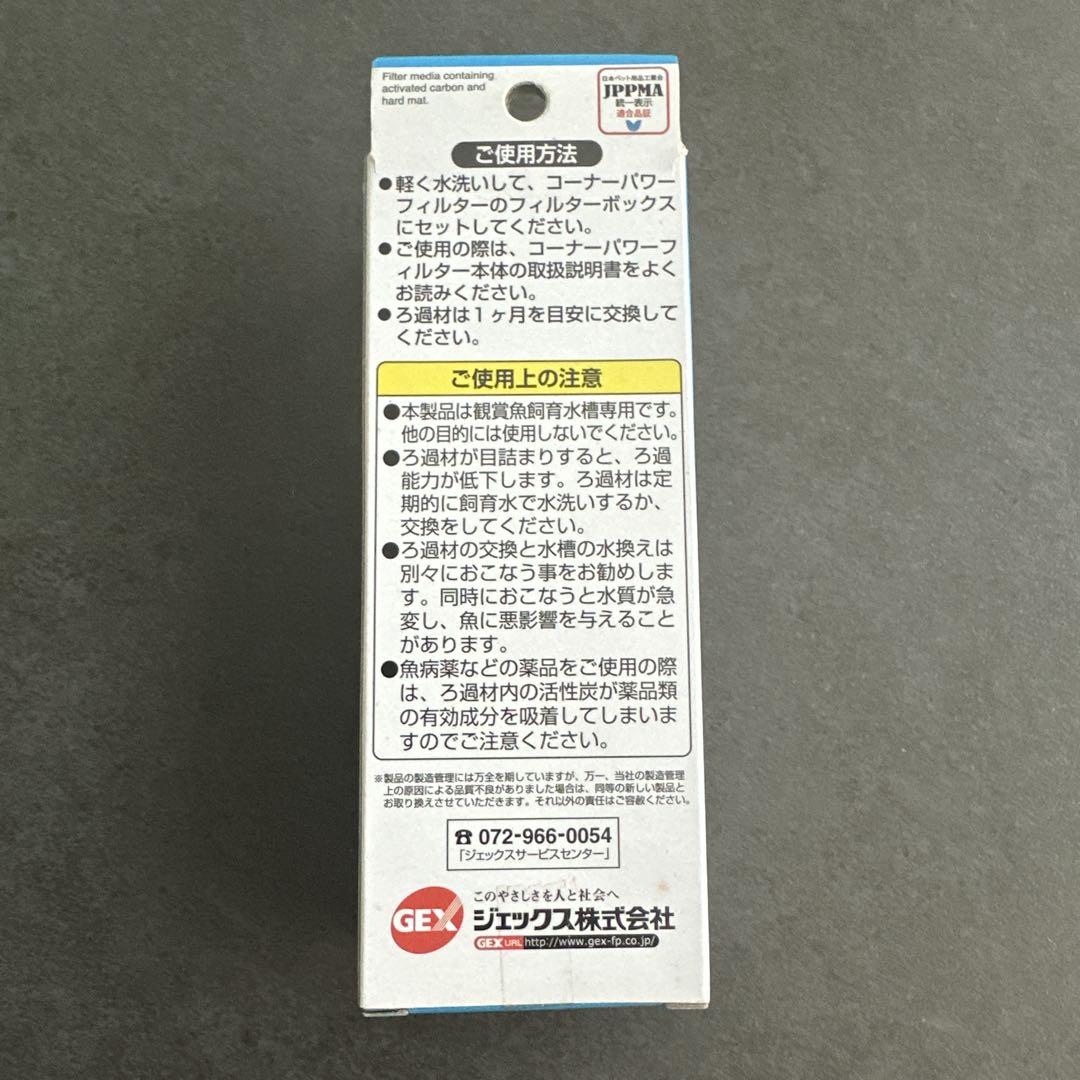 Filter media containing
activated carbon and
hard mat.
日本ペット用品工業会
JPPMA
統一表示
適合品証
ご使用方法
●軽く水洗いして、コーナーパワー
フィルターのフィルターボックス
にセットしてください。
●ご使用の際は、コーナーパワーフ
ィルター本体の取扱説明書をよく
お読みください。
●ろ過材は1ヶ月を目安に交換して
ください。
ご使用上の注意
●本製品は観賞魚飼育水槽専用です。
他の目的には使用しないでください。
●ろ過材が目詰まりすると、ろ過
能力が低下します。ろ過材は定
期的に飼育水で水洗いするか、
交換をしてください。
●ろ過材の交換と水槽の水換えは
別々におこなう事をお勧めしま
す。同時におこなうと水質が急
変し、魚に悪影響を与えること
があります。
●魚病薬などの薬品をご使用の際
は、ろ過材内の活性炭が薬品類
の有効成分を吸着してしまいま
すのでご注意ください。
※製品の製造管理には万全を期していますが、万一、当社の製造管理
上の原因による品質不良がありました場合は、同等の新しい製品と
お取り換えさせていただきます。それ以外の責任はご容赦ください。
☎ 072-966-0054
「ジェックスサービスセンター」
このやさしさを人と社会へ
GEX ジェックス株式会社
GEX URL http://www.gex-fp.co.jp/